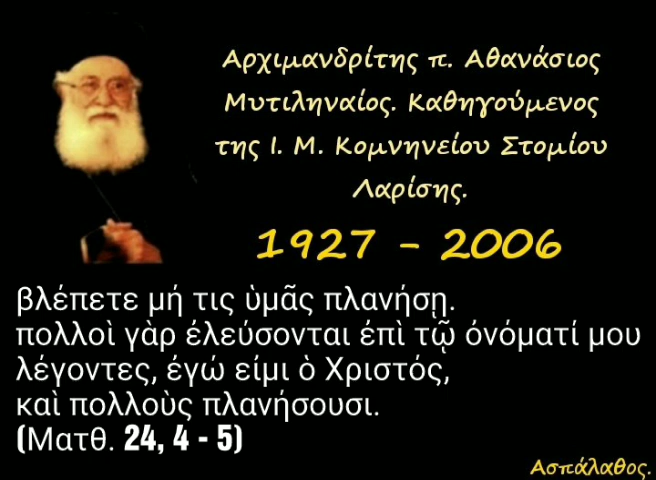 Αρχιμανδρίτης π. Αθανάσιος
Μυτιληναίος. Καθηγούμενος
της Ι. Μ. Κομνηνείου Στομίου
Λαρίσης.
1927 - 2006
βλέπετε μή τις ὑμᾶς πλανήσῃ.
πολλοὶ γὰρ ἐλεύσονται ἐπὶ τῷ ὀνόματί μου
λέγοντες, ἐγώ εἰμι ὁ Χριστός,
καὶ πολλοὺς πλανήσουσι.
(Ματθ. 24, 4 - 5)
Ασπάλαθος.